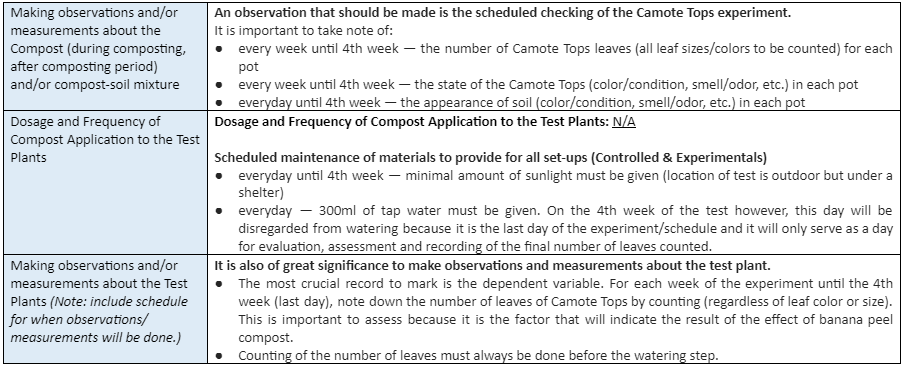 Making observations and/or
measurements about the
Compost (during composting,
after composting period)
and/or compost-soil mixture
An observation that should be made is the scheduled checking of the Camote Tops experiment.
It is important to take note of:
● every week until 4th week — the number of Camote Tops leaves (all leaf sizes/colors to be counted) for each
pot
● every week until 4th week — the state of the Camote Tops (color/condition, smell/odor, etc.) in each pot
● everyday until 4th week — the appearance of soil (color/condition, smell/odor, etc.) in each pot
Dosage and Frequency of
Compost Application to the Test
Plants
Dosage and Frequency of Compost Application to the Test Plants: N/A
Scheduled maintenance of materials to provide for all set-ups (Controlled & Experimentals)
● everyday until 4th week — minimal amount of sunlight must be given (location of test is outdoor but under a
shelter)
● everyday — 300ml of tap water must be given. On the 4th week of the test however, this day will be
disregarded from watering because it is the last day of the experiment/schedule and it will only serve as a day
for evaluation, assessment and recording of the final number of leaves counted.
Making observations and/or
measurements about the Test
Plants (Note: include schedule
for when observations/
measurements will be done.)
It is also of great significance to make observations and measurements about the test plant.
● The most crucial record to mark is the dependent variable. For each week of the experiment until the 4th
week (last day), note down the number of leaves of Camote Tops by counting (regardless of leaf color or size).
This is important to assess because it is the factor that will indicate the result of the effect of banana peel
compost.
● Counting of the number of leaves must always be done before the watering step.